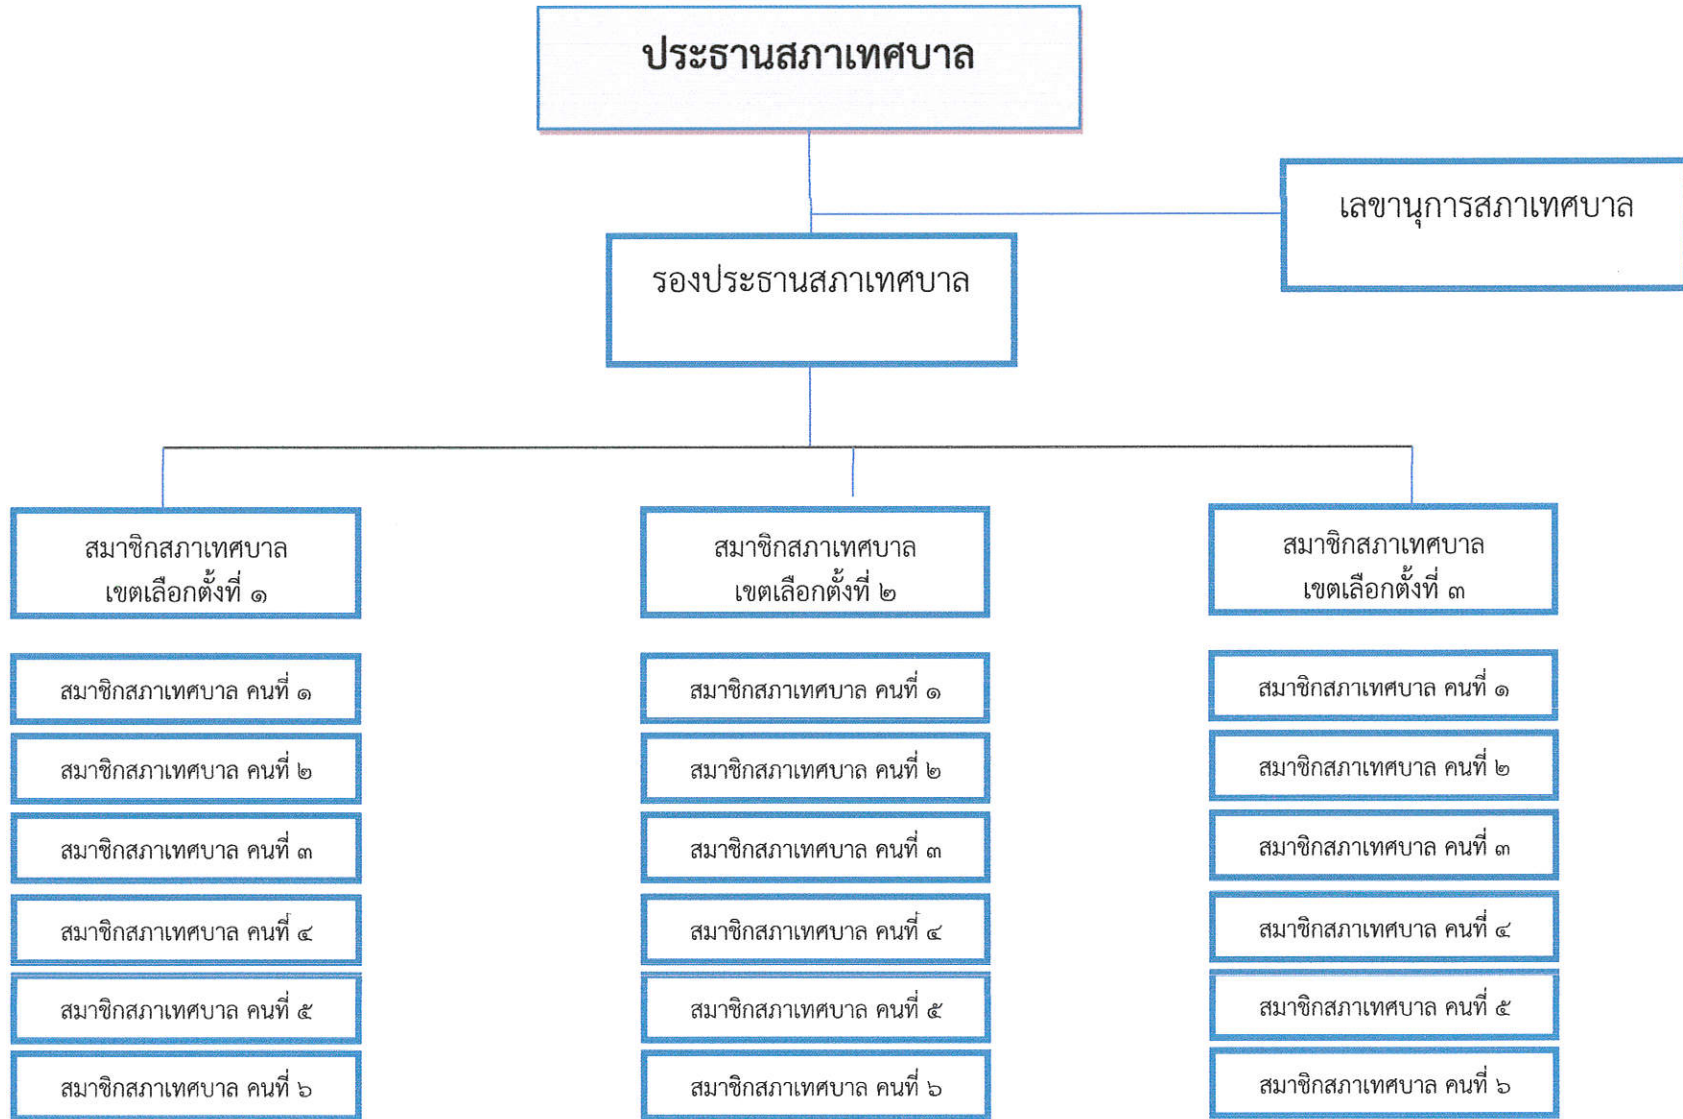 ประธานสภาเทศบาล
เลขานุการสภาเทศบาล
รองประธานสภาเทศบาล
สมาชิกสภาเทศบาล
เขตเลือกตั้งที่ ๑
สมาชิกสภาเทศบาล คนที่ ๑
สมาชิกสภาเทศบาล คนที่ ๒
สมาชิกสภาเทศบาล คนที่ ๓
สมาชิกสภาเทศบาล คนที่ ๔
สมาชิกสภาเทศบาล คนที่ ๕
สมาชิกสภาเทศบาล คนที่ ๖
สมาชิกสภาเทศบาล
เขตเลือกตั้งที่ ๒
สมาชิกสภาเทศบาล คนที่ ๑
สมาชิกสภาเทศบาล คนที่ ๒
สมาชิกสภาเทศบาล คนที่ ๓
สมาชิกสภาเทศบาล คนที่ ๔
สมาชิกสภาเทศบาล คนที่ ๕
สมาชิกสภาเทศบาล คนที่ ๖
สมาชิกสภาเทศบาล
เขตเลือกตั้งที่ ๓
สมาชิกสภาเทศบาล คนที่ ๑
สมาชิกสภาเทศบาล คนที่ ๒
สมาชิกสภาเทศบาล คนที่ ๓
สมาชิกสภาเทศบาล คนที่ ๔
สมาชิกสภาเทศบาล คนที่ ๕
สมาชิกสภาเทศบาล คนที่ ๖